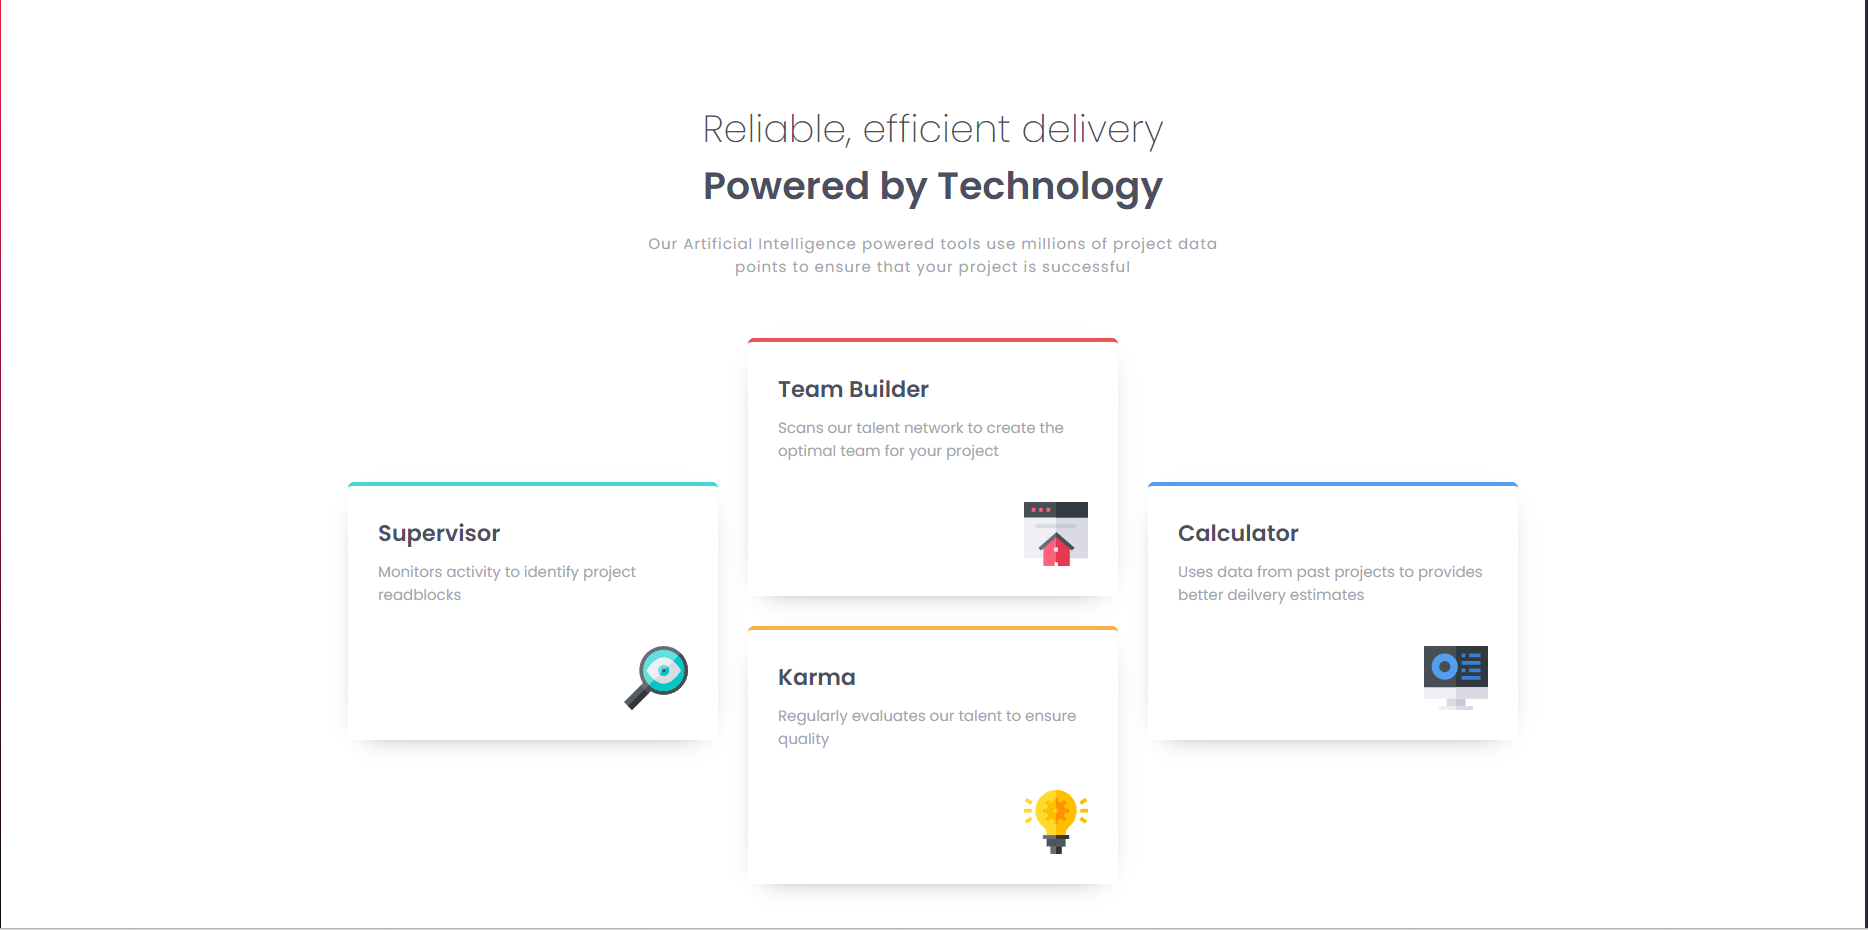 Reliable, efficient delivery
Powered by Technology
Our Artificial Intelligence powered tools use millions of project data
points to ensure that your project is successful
Team Builder
Scans our talent network to create the
optimal team for your project
Supervisor
Monitors activity to identify project
readblocks
Calculator
Uses data from past projects to provides
better deilvery estimates
Karma
Regularly evaluates our talent to ensure
quality